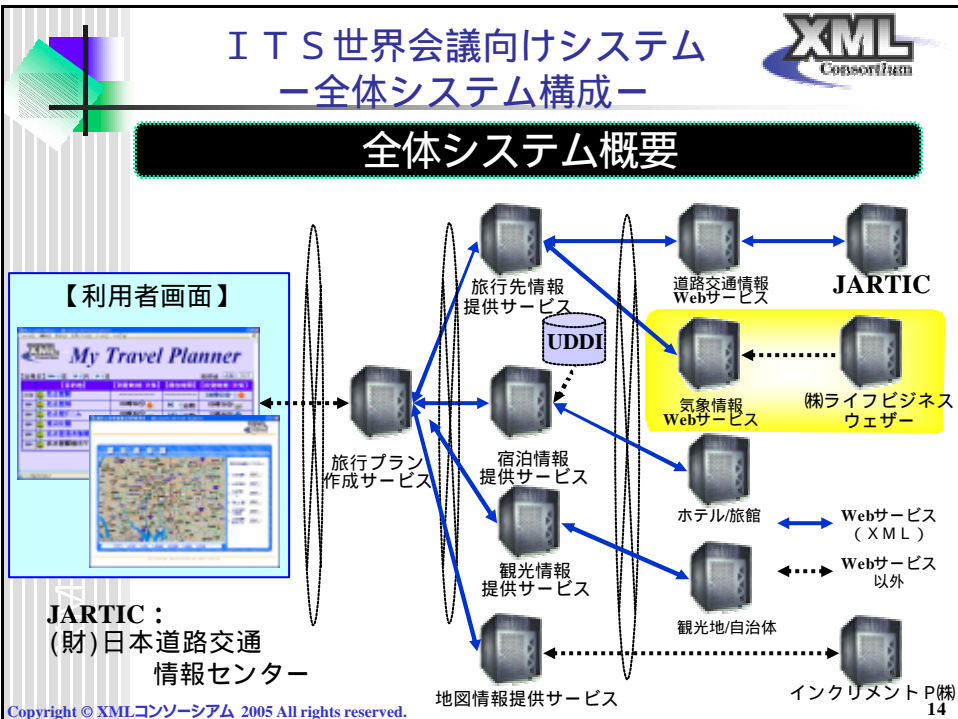 ＩＴＳ世界会議向けシステム
ー全体システム構成ー
XML
Consortium
全体システム概要
【利用者画面】
XML
My Travel Planner
旅行先情報
提供サービス
道路交通情報
Webサービス
JARTIC
UDDI
気象情報
Webサービス
㈱ライフビジネス
ウェザー
旅行プラン
作成サービス
宿泊情報
提供サービス
ホテル/旅館
Webサービス
（ＸＭＬ）
Webサービス
以外
観光情報
提供サービス
観光地/自治体
JARTIC：
(財)日本道路交通
情報センター
地図情報提供サービス
インクリメントＰ㈱
Copyright © XMLコンソーシアム 2005 All rights reserved.
14